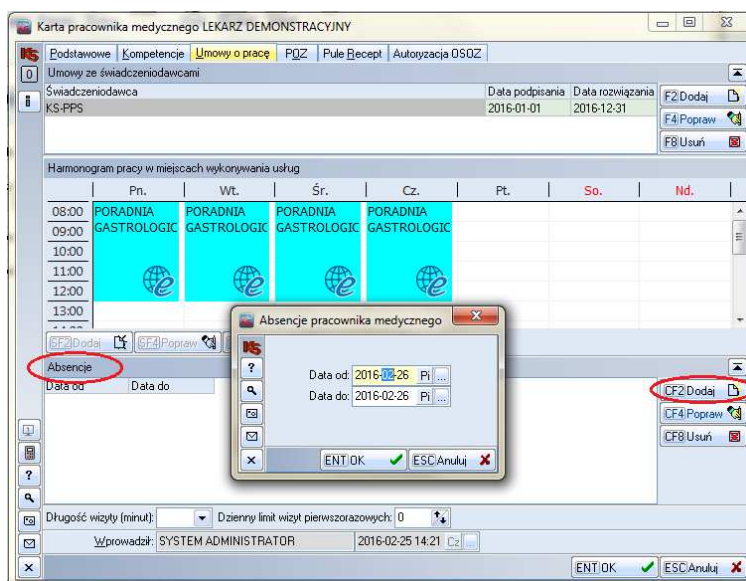 Karta pracownika medycznego LEKARZ DEMONSTRACYJNY
KS Podstawowe Kompetencje Umowy o pracę POZ Pule Recept Autoryzacja OSOZ
0 Umowy ze świadczeniodawcami
Świadczeniodawca Data podpisania Data rozwiązania F2 Dodaj
KS-PPS 2016-01-01 2016-12-31
F4 Popraw
F8 Usuń
Harmonogram pracy w miejscach wykonywania usług
Pn. Wt. Śr. Cz. Pt. So. Nd.
08:00 PORADNIA PORADNIA PORADNIA PORADNIA
09:00 GASTROLOGIC GASTROLOGIC GASTROLOGIC GASTROLOGIC
10:00
11:00
12:00
13:00
Absencje pracownika medycznego
SF2 Dodaj SF4 Popraw
KS
Absencje
Data od Data do
Data od: 2016-02-26 Pi ...
Data do: 2016-02-26 Pi ...
CF2 Dodaj
CF4 Popraw
CF8 Usuń
ENT OK ESC Anuluj
Długość wizyty (minut): Dzienny limit wizyt pierwszorazowych: 0
Wprowadził: SYSTEM ADMINISTRATOR 2016-02-25 14:21 Cz ...
ENT OK ESC Anuluj